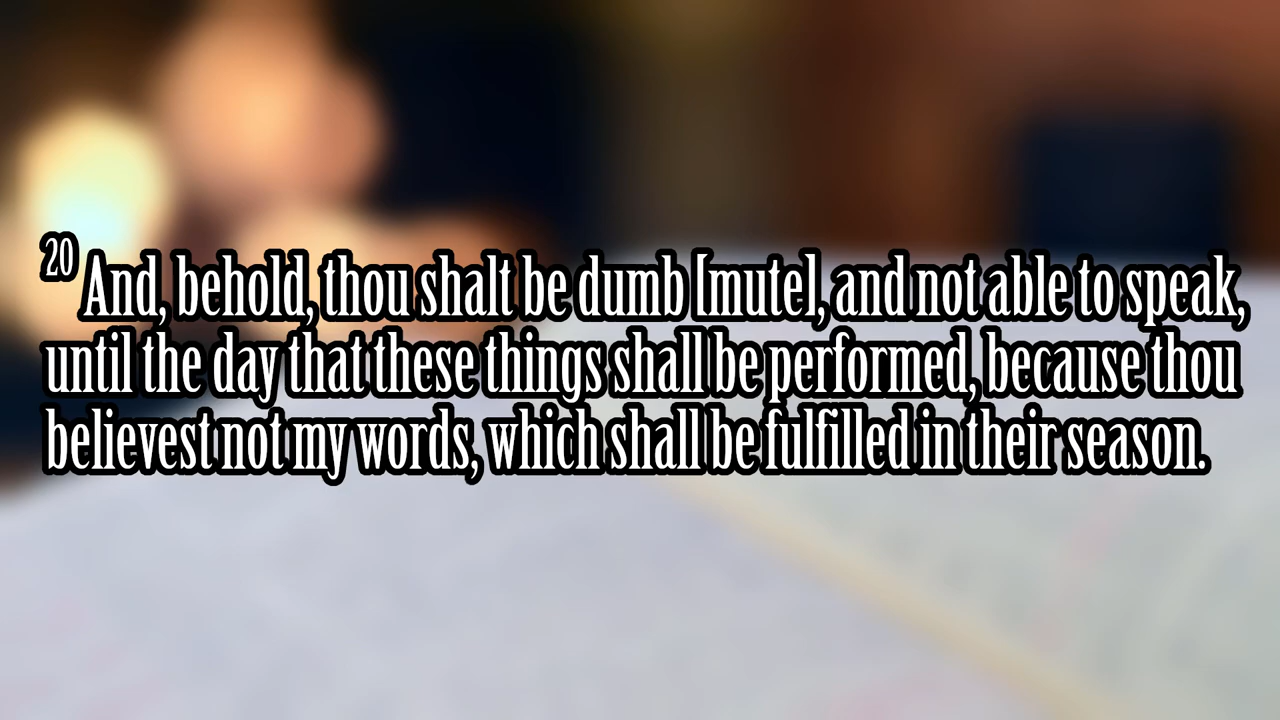 20 And, behold, thou shalt be dumb [mute], and not able to speak,
until the day that these things shall be performed, because thou
believest not my words, which shall be fulfilled in their season.